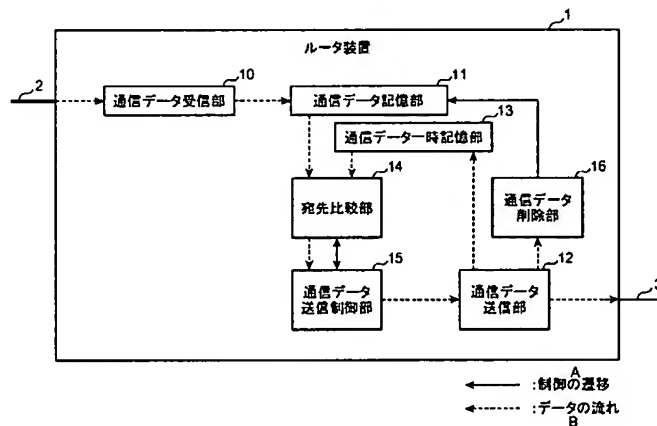 1
ルータ装置
2
10
通信データ受信部
11
通信データ記憶部
13
通信データ一時記憶部
14
宛先比較部
16
通信データ
削除部
15
通信データ
送信制御部
12
通信データ
送信部
3
A
:制御の遷移
:データの流れ
B